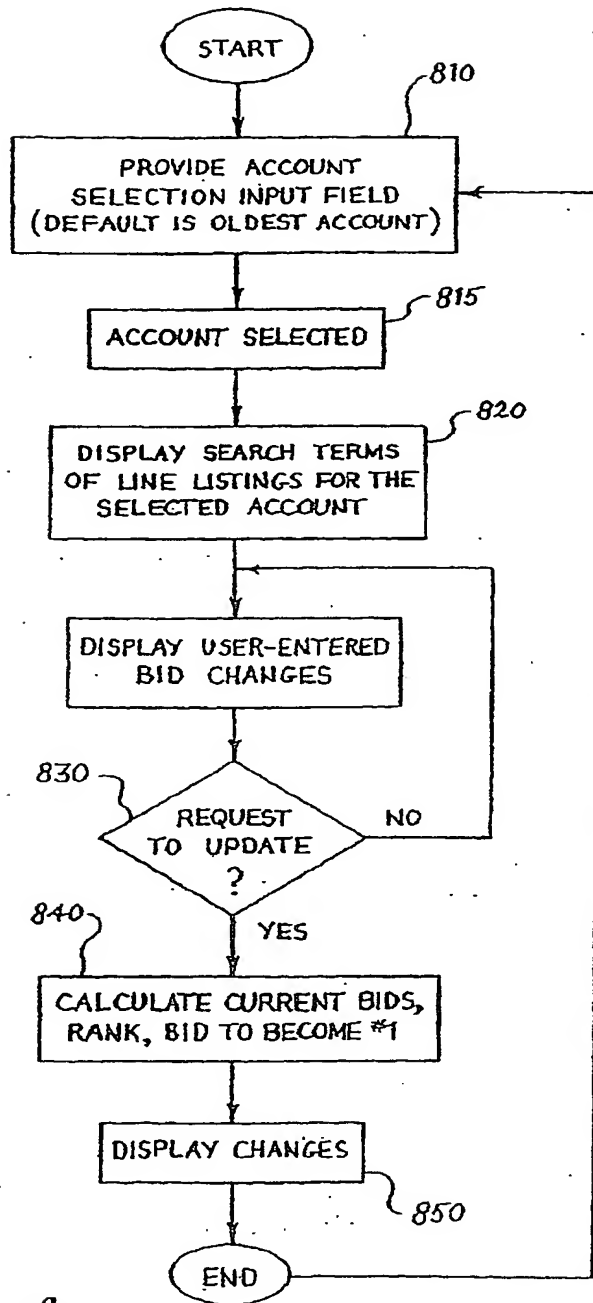 START
810
PROVIDE ACCOUNT
SELECTION INPUT FIELD
(DEFAULT IS OLDEST ACCOUNT)
815
ACCOUNT SELECTED
820
DISPLAY SEARCH TERMS
OF LINE LISTINGS FOR THE
SELECTED ACCOUNT
DISPLAY USER-ENTERED
BID CHANGES
830
REQUEST
TO UPDATE
?
NO
YES
840
CALCULATE CURRENT BIDS,
RANK, BID TO BECOME #1
DISPLAY CHANGES
850
END